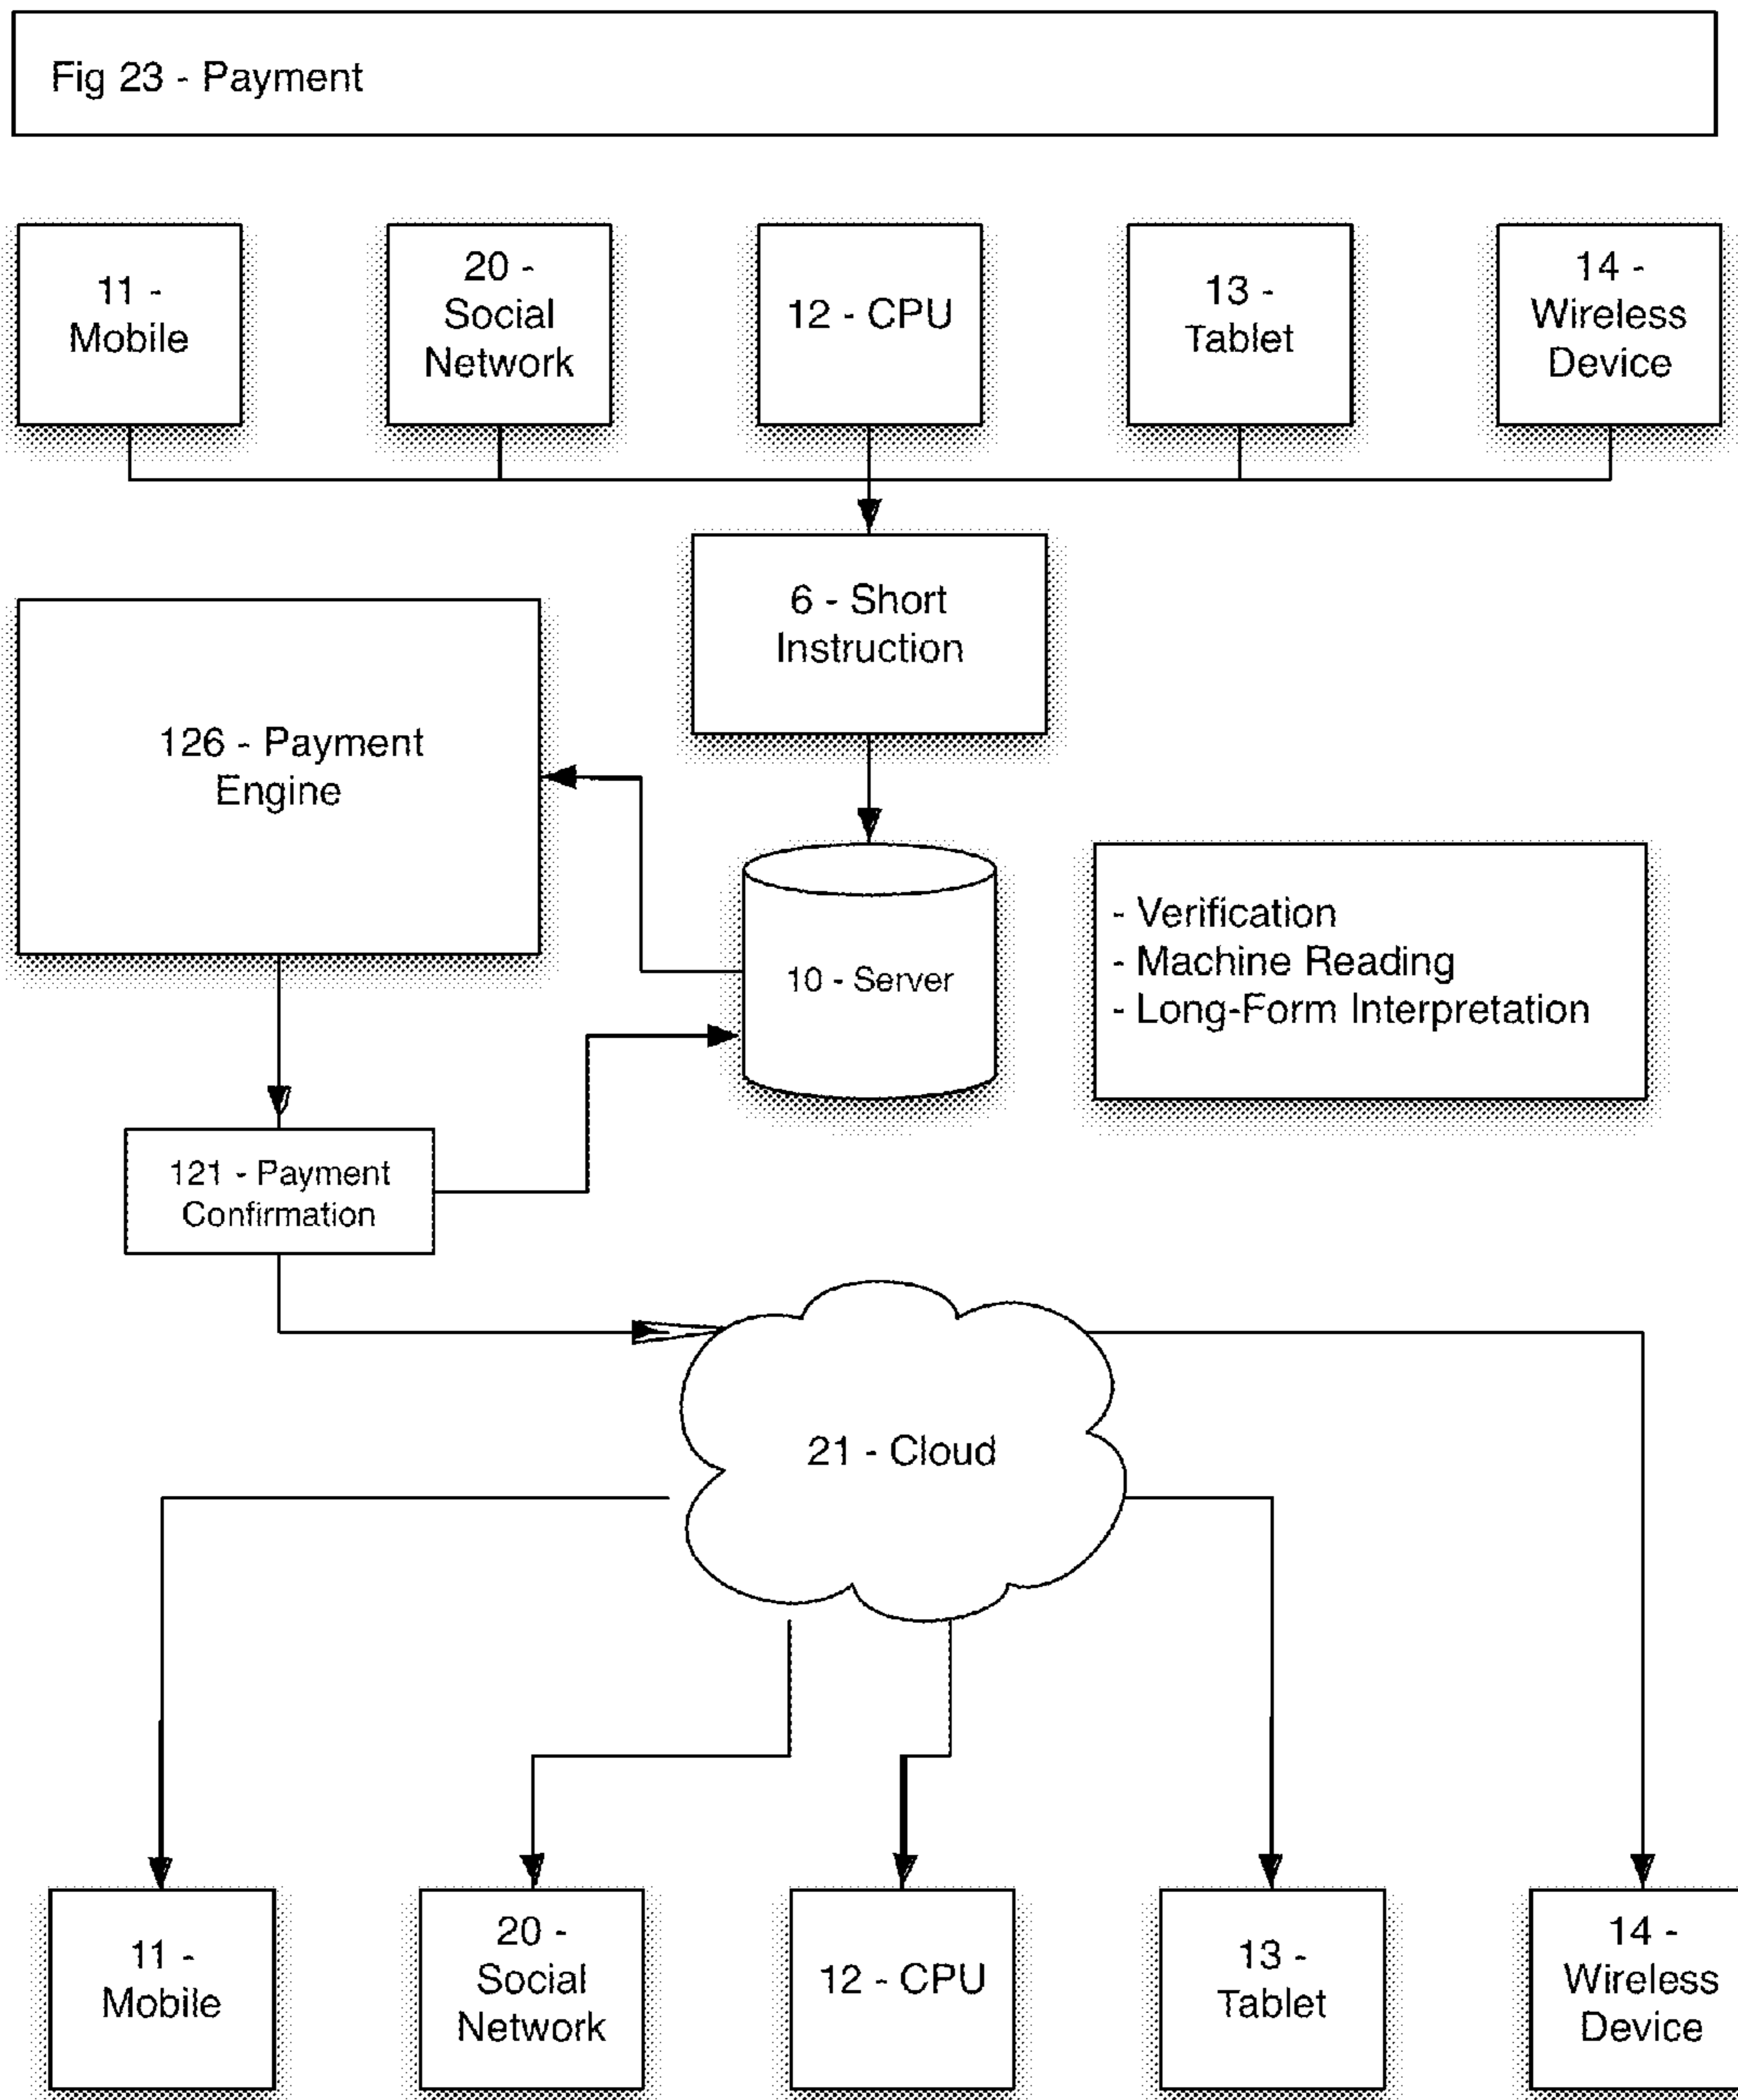 Fig 23 - Payment
11 -
Mobile
20 -
Social
Network
12 - CPU
13 -
Tablet
14 -
Wireless
Device
6 - Short
Instruction
126 - Payment
Engine
10 - Server
- Verification
- Machine Reading
- Long-Form Interpretation
121 - Payment
Confirmation
21 - Cloud
11 -
Mobile
20 -
Social
Network
12 - CPU
13 -
Tablet
14 -
Wireless
Device